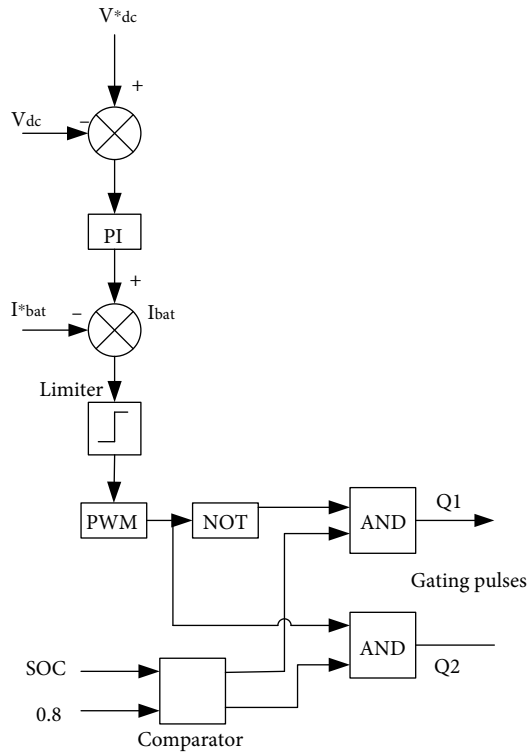 V*dc
+
Vdc
−
PI
+
I*bat
−
Ibat
Limiter
PWM
NOT
AND
Q1
Gating pulses
AND
Q2
SOC
0.8
Comparator